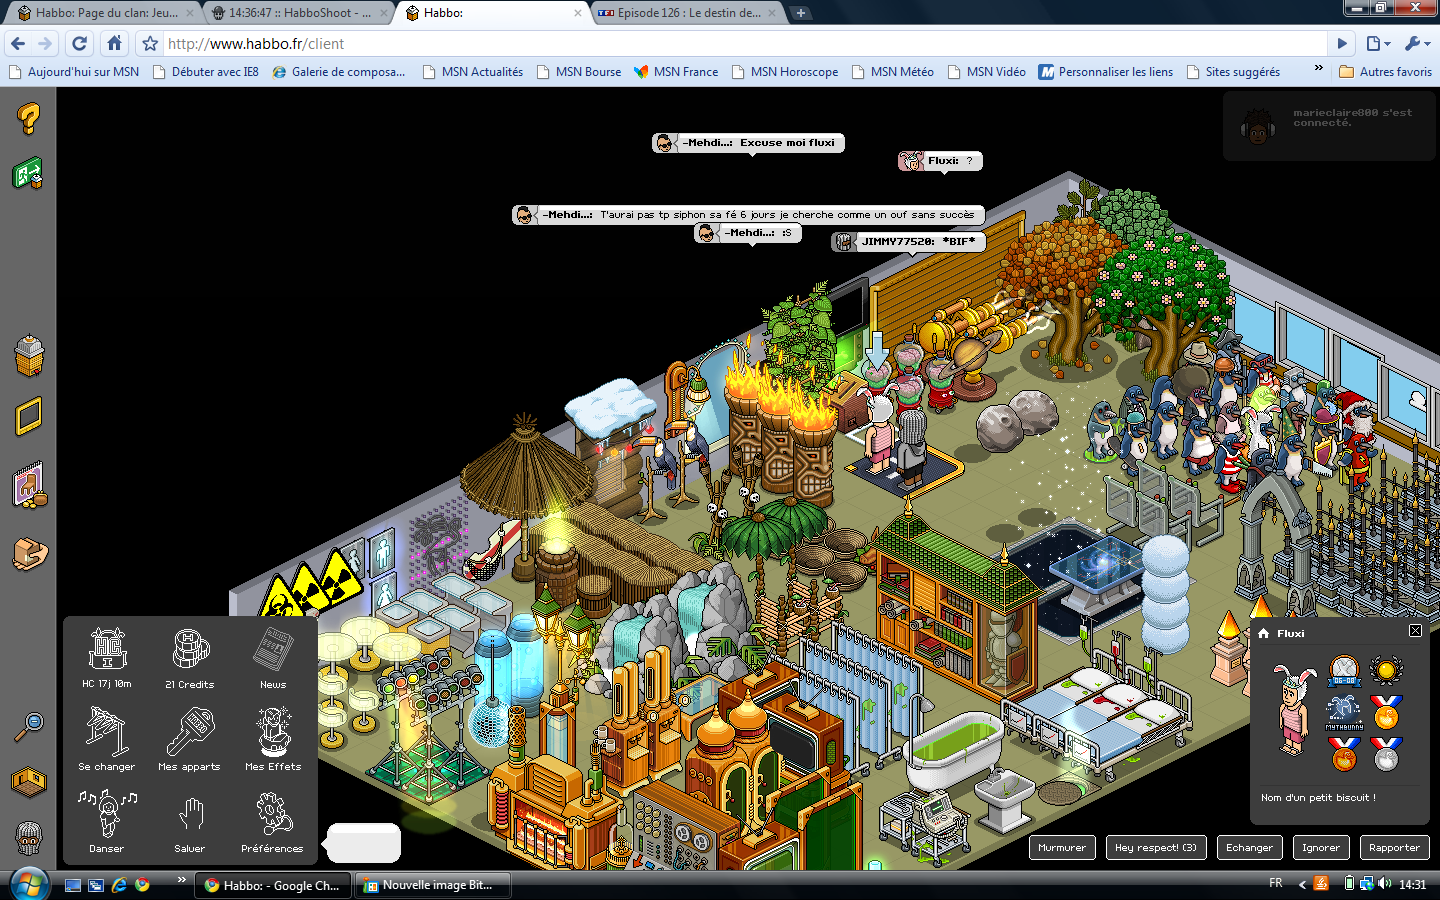 Habbo: Page du clan: Jeu...
14:36:47 :: HabboShoot - ...
Habbo:
TF1 Episode 126 : Le destin de...
http://www.habbo.fr/client
Aujourd'hui sur MSN
Débuter avec IE8
Galerie de composa...
MSN Actualités
MSN Bourse
MSN France
MSN Horoscope
MSN Météo
MSN Vidéo
Personnaliser les liens
Sites suggérés
»
Autres favoris
marieclaire800 s'est
connecté.
-Mehdi...: Excuse moi fluxi
Fluxi: ?
-Mehdi...: T'aurai pas tp siphon sa fé 6 jours je cherche comme un ouf sans succès
-Mehdi...: :S
JIMMY77520: *BIF*
HC 17j 10m
21 Credits
News
Se changer
Mes apparts
Mes Effets
Danser
Saluer
Préférences
Fluxi
06-08
MYTHBUNNY
Nom d'un petit biscuit !
Murmurer
Hey respect! (3)
Echanger
Ignorer
Rapporter
»
Habbo: - Google Ch...
Nouvelle image Bit...
FR
14:31